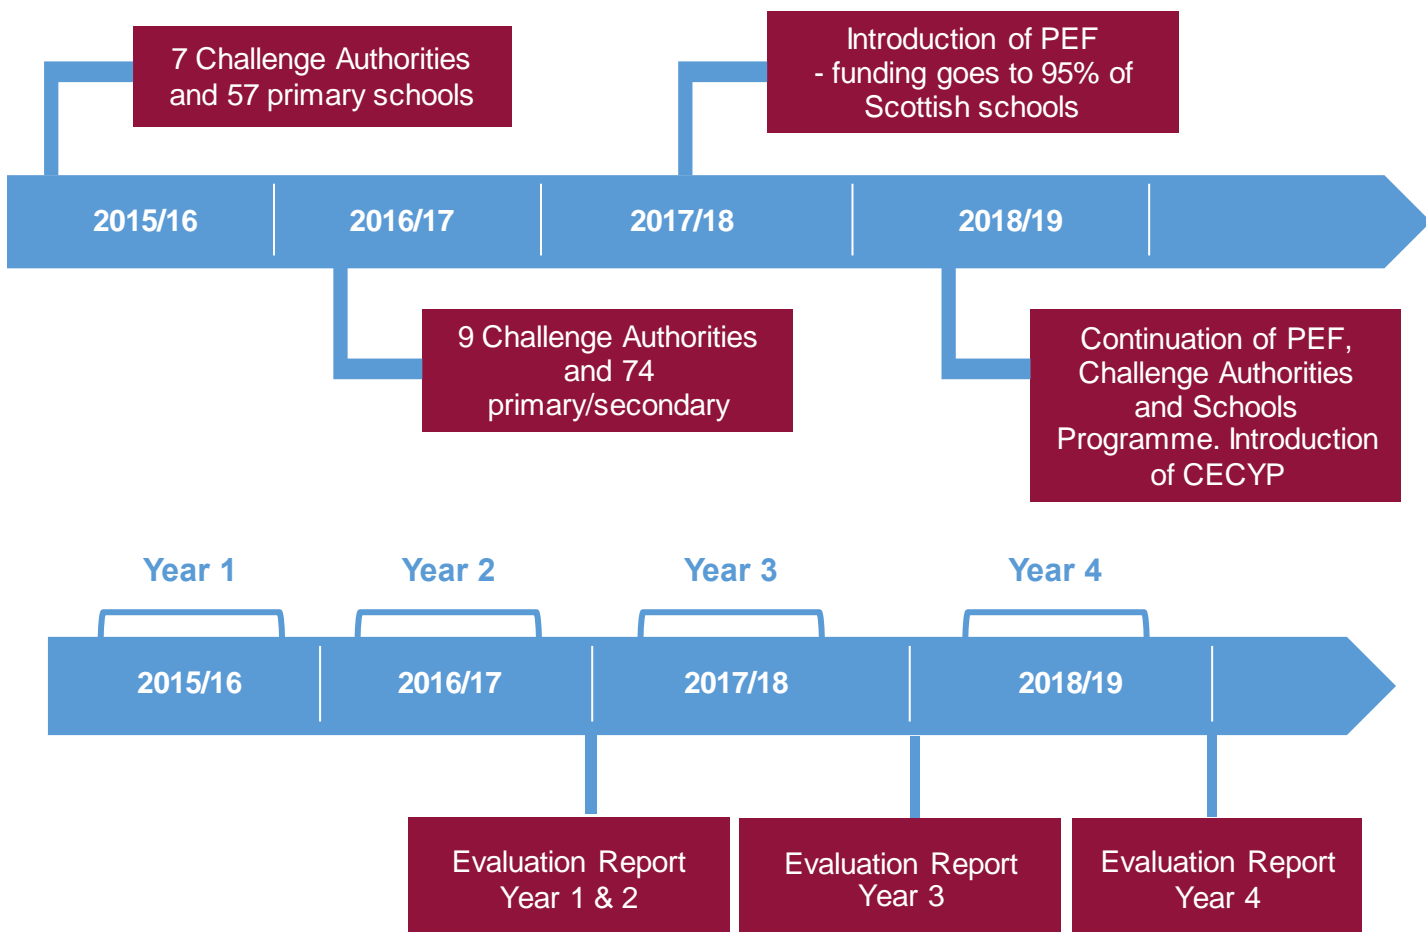 7 Challenge Authorities
and 57 primary schools
Introduction of PEF
- funding goes to 95% of
Scottish schools
2015/16
2016/17
2017/18
2018/19
9 Challenge Authorities
and 74
primary/secondary
Continuation of PEF,
Challenge Authorities
and Schools
Programme. Introduction
of CECYP
Year 1
Year 2
Year 3
Year 4
2015/16
2016/17
2017/18
2018/19
Evaluation Report
Year 1 & 2
Evaluation Report
Year 3
Evaluation Report
Year 4